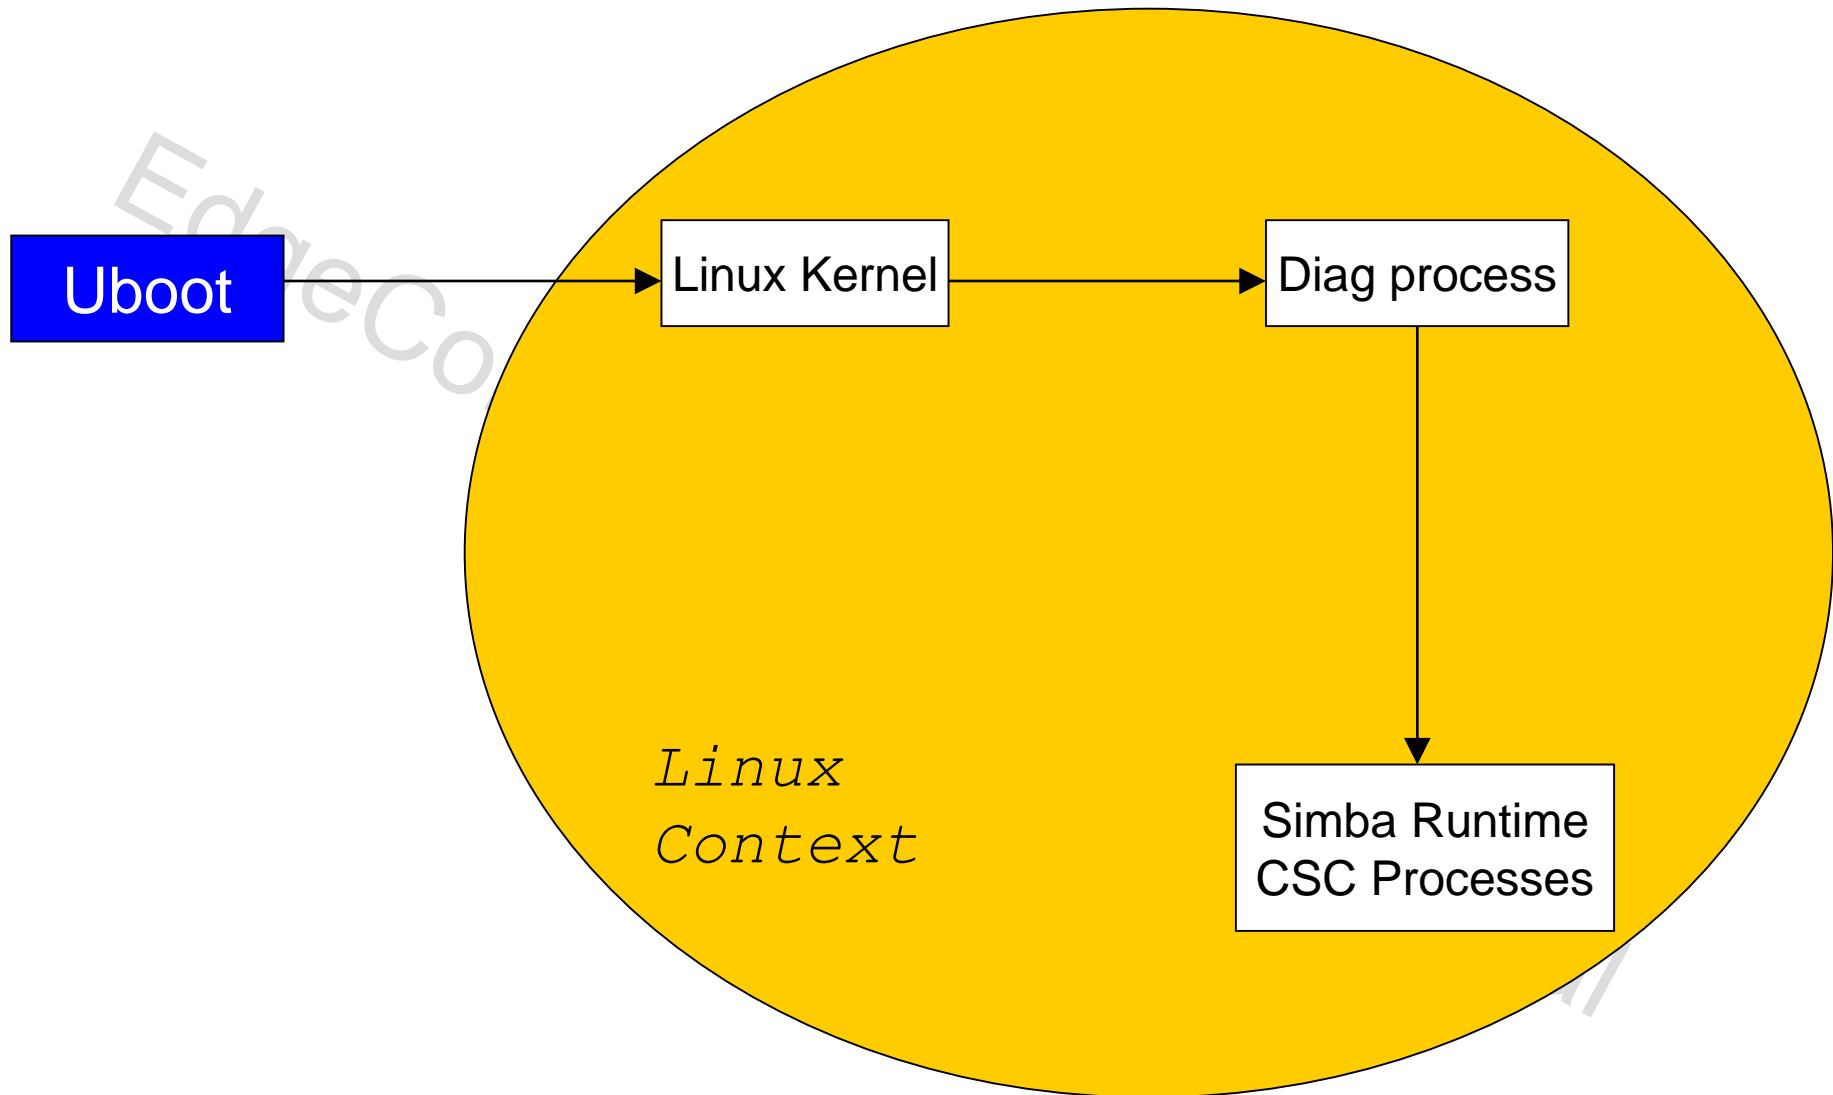 Uboot
Linux Kernel
Diag process
Linux
Context
Simba Runtime
CSC Processes